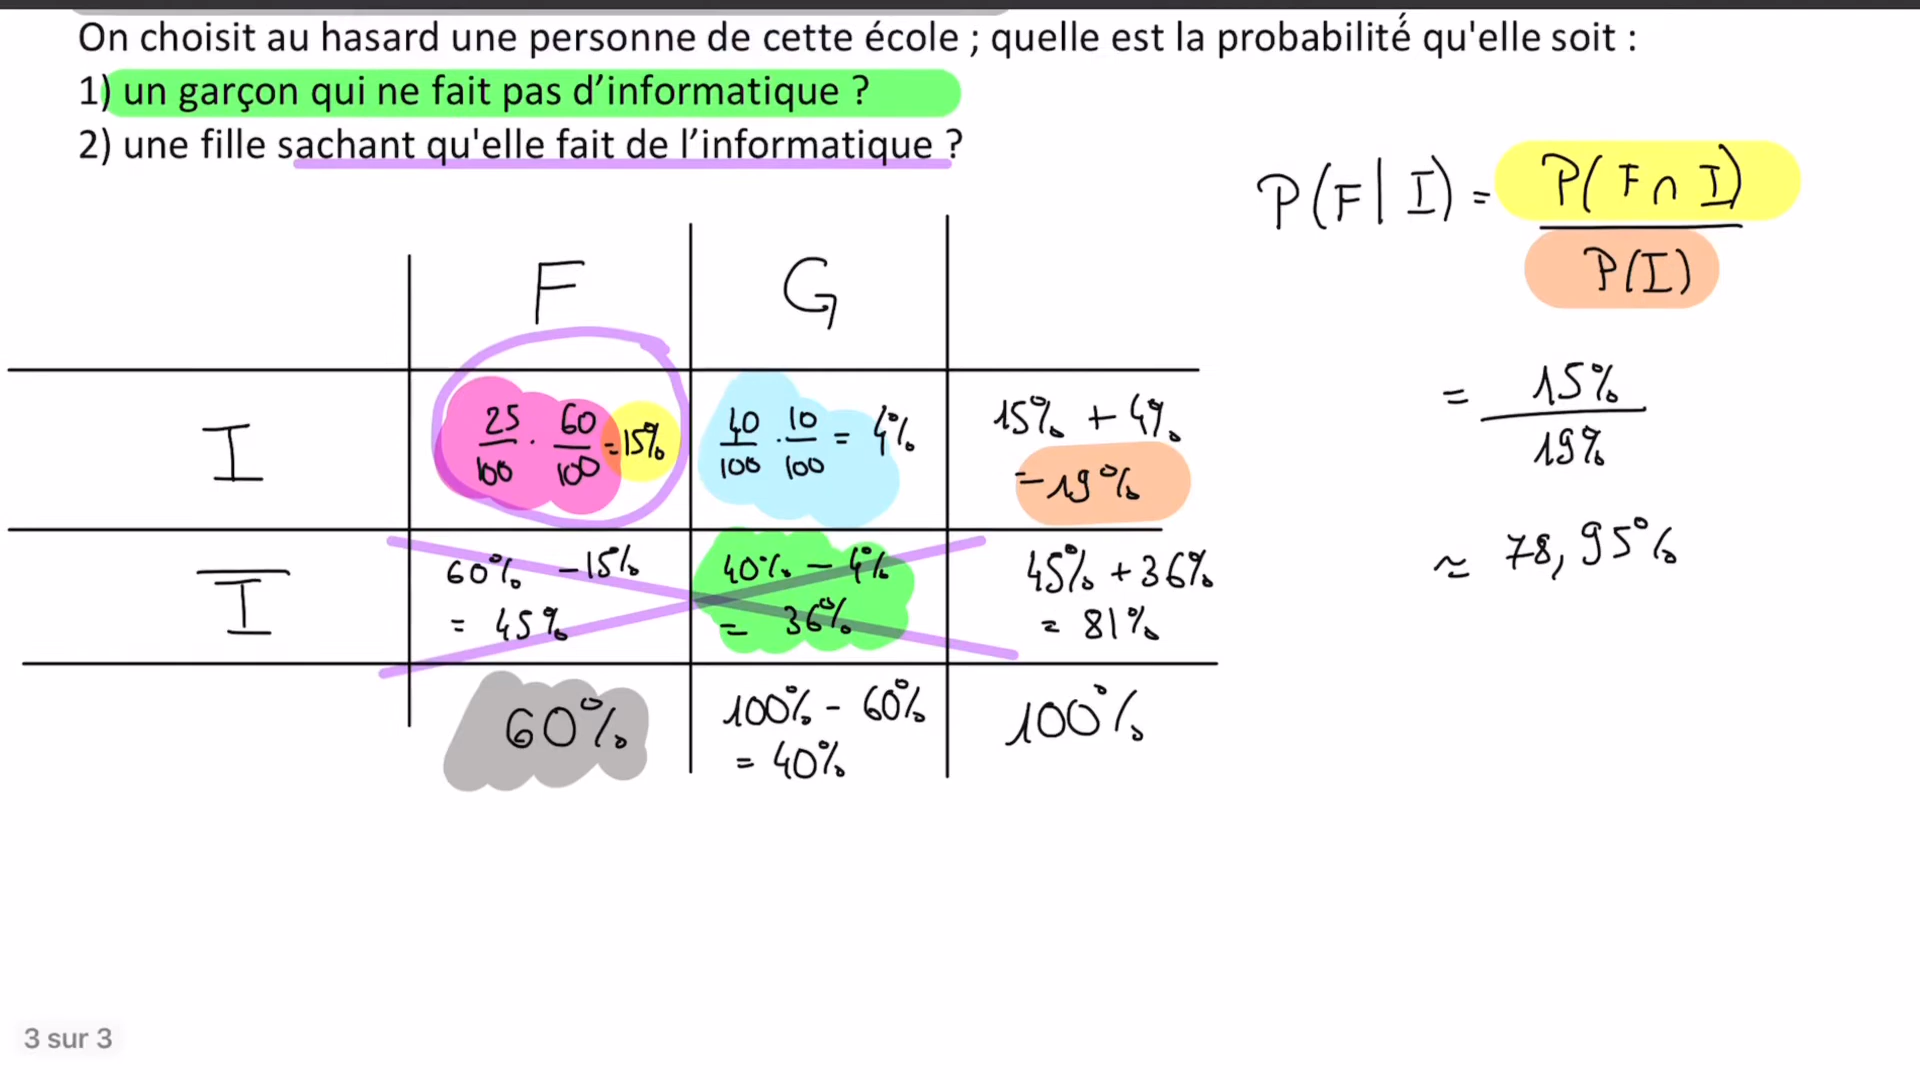 On choisit au hasard une personne de cette école ; quelle est la probabilité qu'elle soit :
1) un garçon qui ne fait pas d’informatique ?
2) une fille sachant qu'elle fait de l’informatique ?
P(F | I) = P(F ∩ I) / P(I)
= 15% / 19%
≈ 78,95%
F G
I 25/100 · 60/100 = 15% 40/100 · 10/100 = 4% 15% + 4% = 19%
I̅ 60% - 15% = 45% 40% - 4% = 36% 45% + 36% = 81%
60% 100% - 60% = 40% 100%
3 sur 3